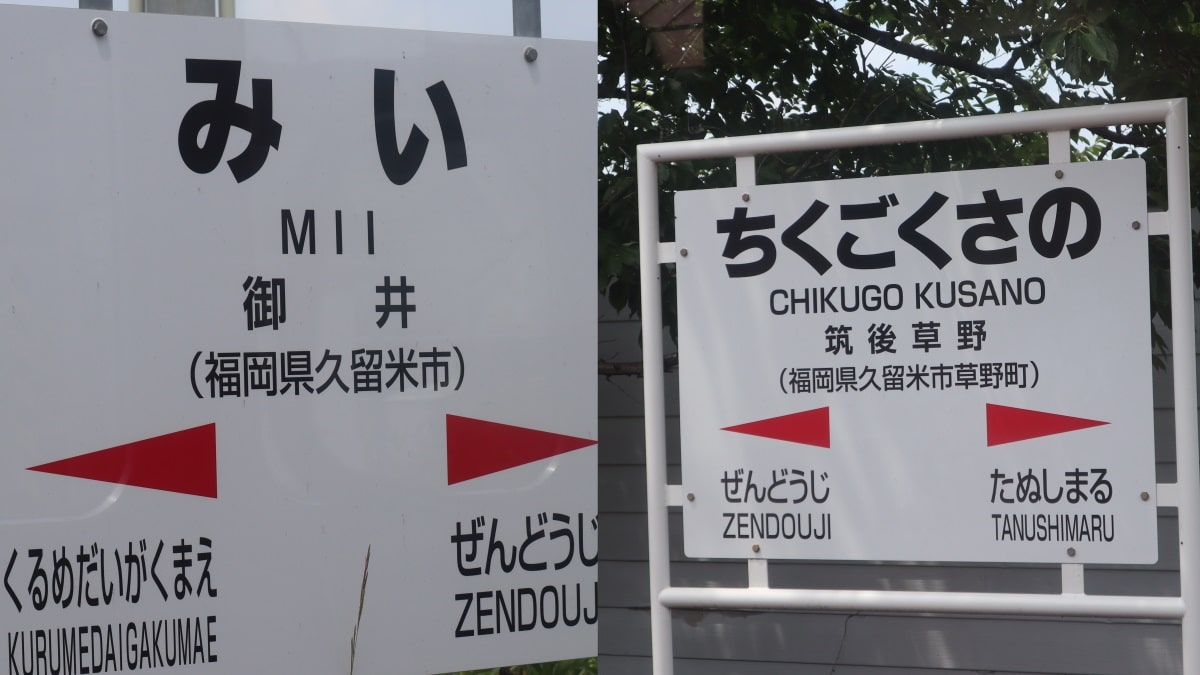 みい
MII
御井
（福岡県久留米市）
くるめだいがくまえ
KURUMEDAIGAKUMAE
ぜんどうじ
ZENDOUJ
ちくごくさの
CHIKUGO KUSANO
筑後草野
（福岡県久留米市草野町）
ぜんどうじ
ZENDOUJI
たぬしまる
TANUSHIMARU